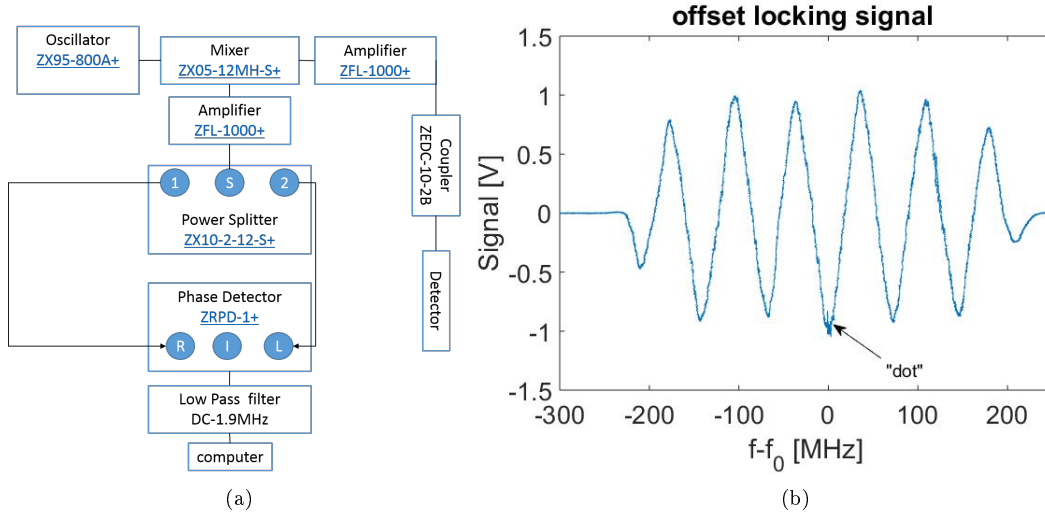 Oscillator
ZX95-800A+
Mixer
ZX05-12MH-S+
Amplifier
ZFL-1000+
Amplifier
ZFL-1000+
Coupler
ZEDC-10-2B
1
S
2
Power Splitter
ZX10-2-12-S+
Detector
Phase Detector
ZRPD-1+
R
I
L
Low Pass filter
DC-1.9MHz
computer
(a)
offset locking signal
Signal [V]
1.5
1
0.5
0
-0.5
-1
-1.5
"dot"
-300 -200 -100 0 100 200
f-f0 [MHz]
(b)